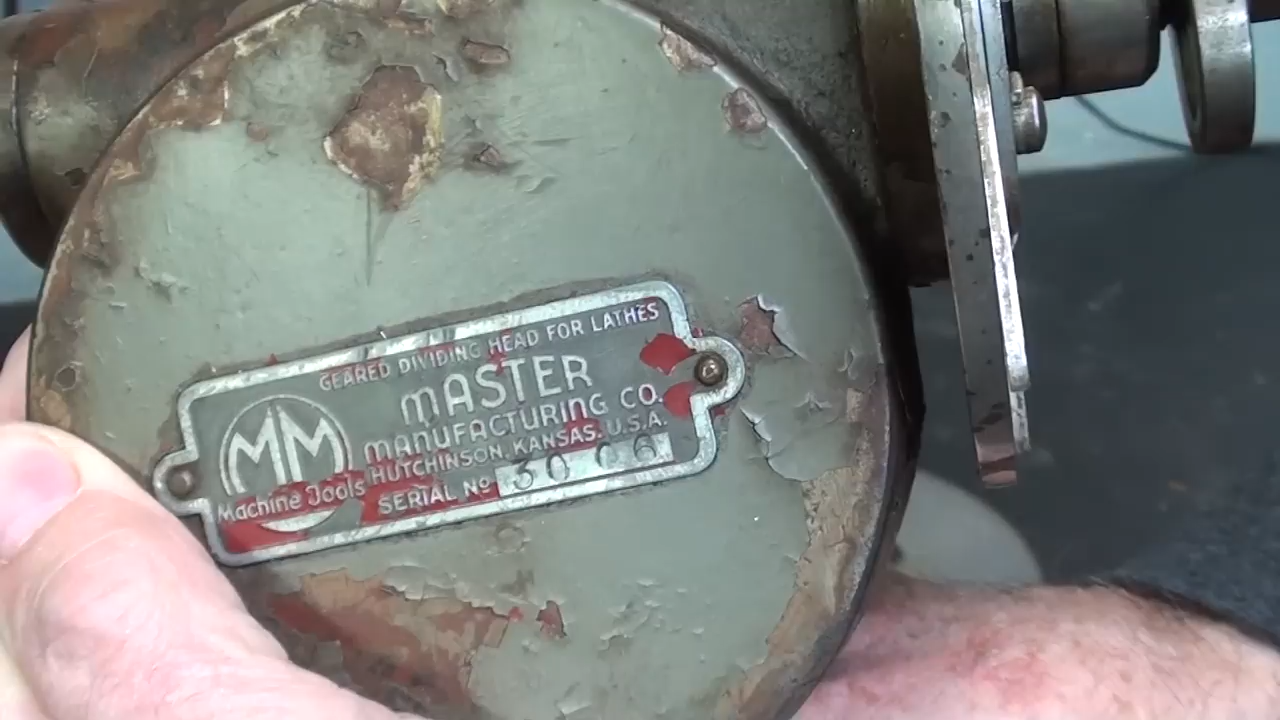 GEARED DIVIDING HEAD FOR LATHES
MASTER
MANUFACTURING CO.
HUTCHINSON, KANSAS. U.S.A.
SERIAL Nº 3006
MM
Machine Tools